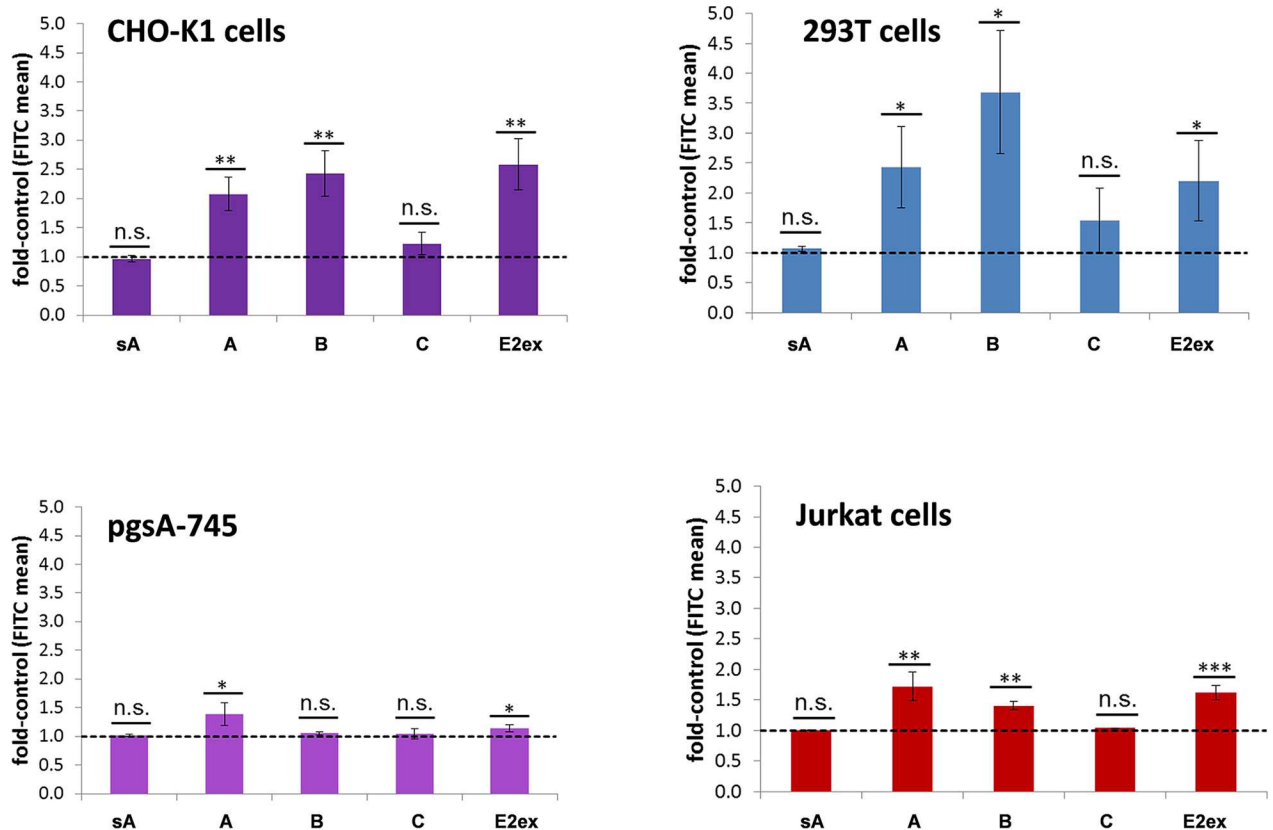 CHO-K1 cells
fold-control (FITC mean)
5.0
4.5
4.0
3.5
3.0
2.5
2.0
1.5
1.0
0.5
0.0
n.s.
**
**
n.s.
**
sA A B C E2ex
293T cells
fold-control (FITC mean)
5.0
4.5
4.0
3.5
3.0
2.5
2.0
1.5
1.0
0.5
0.0
n.s.
*
*
n.s.
*
sA A B C E2ex
pgsA-745
fold-control (FITC mean)
5.0
4.5
4.0
3.5
3.0
2.5
2.0
1.5
1.0
0.5
0.0
n.s.
*
n.s.
n.s.
*
sA A B C E2ex
Jurkat cells
fold-control (FITC mean)
5.0
4.5
4.0
3.5
3.0
2.5
2.0
1.5
1.0
0.5
0.0
n.s.
**
**
n.s.
***
sA A B C E2ex